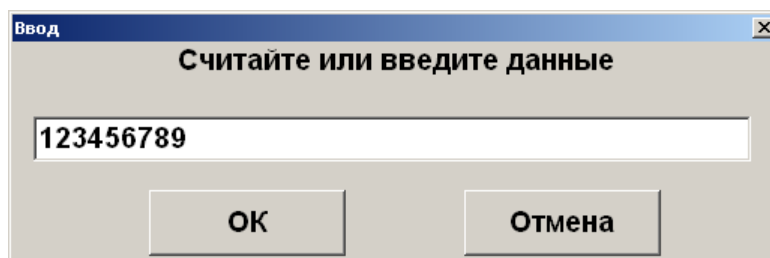 Ввод
Считайте или введите данные
123456789
ОК
Отмена